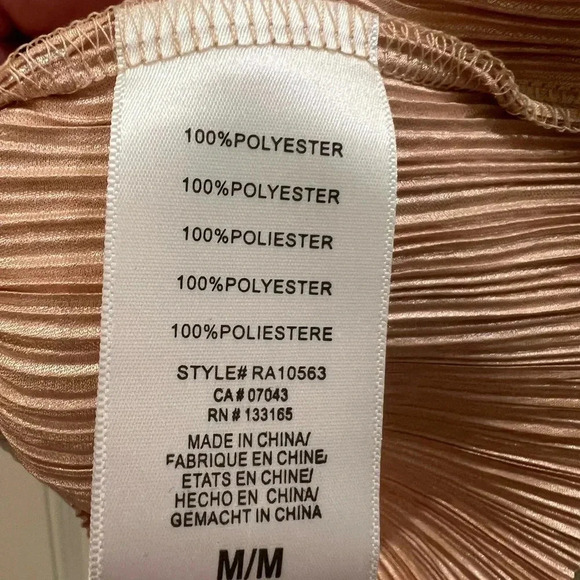 100%POLYESTER
100%POLYESTER
100%POLIESTER
100%POLYESTER
100%POLIESTERE
STYLE# RA10563
CA# 07043
RN# 133165
MADE IN CHINA/
FABRIQUE EN CHINE/
ETATS EN CHINE/
HECHO EN CHINA/
GEMACHT IN CHINA
M/M